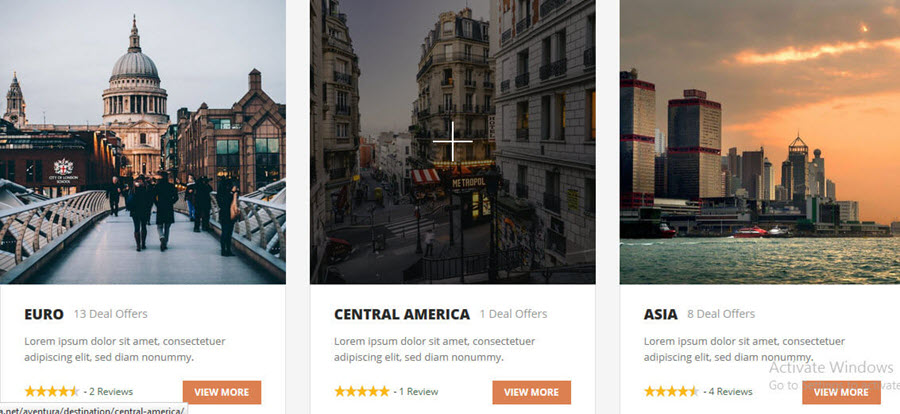 CITY OF LONDON
SCHOOL
METROPOL
EURO 13 Deal Offers
Lorem ipsum dolor sit amet, consectetuer
adipiscing elit, sed diam nonummy.
- 2 Reviews
VIEW MORE
CENTRAL AMERICA 1 Deal Offers
Lorem ipsum dolor sit amet, consectetuer
adipiscing elit, sed diam nonummy.
- 1 Review
VIEW MORE
ASIA 8 Deal Offers
Lorem ipsum dolor sit amet, consectetuer
adipiscing elit, sed diam nonummy.
- 4 Reviews
VIEW MORE
Activate Windows
Go to
a.net/aventura/destination/central-america/